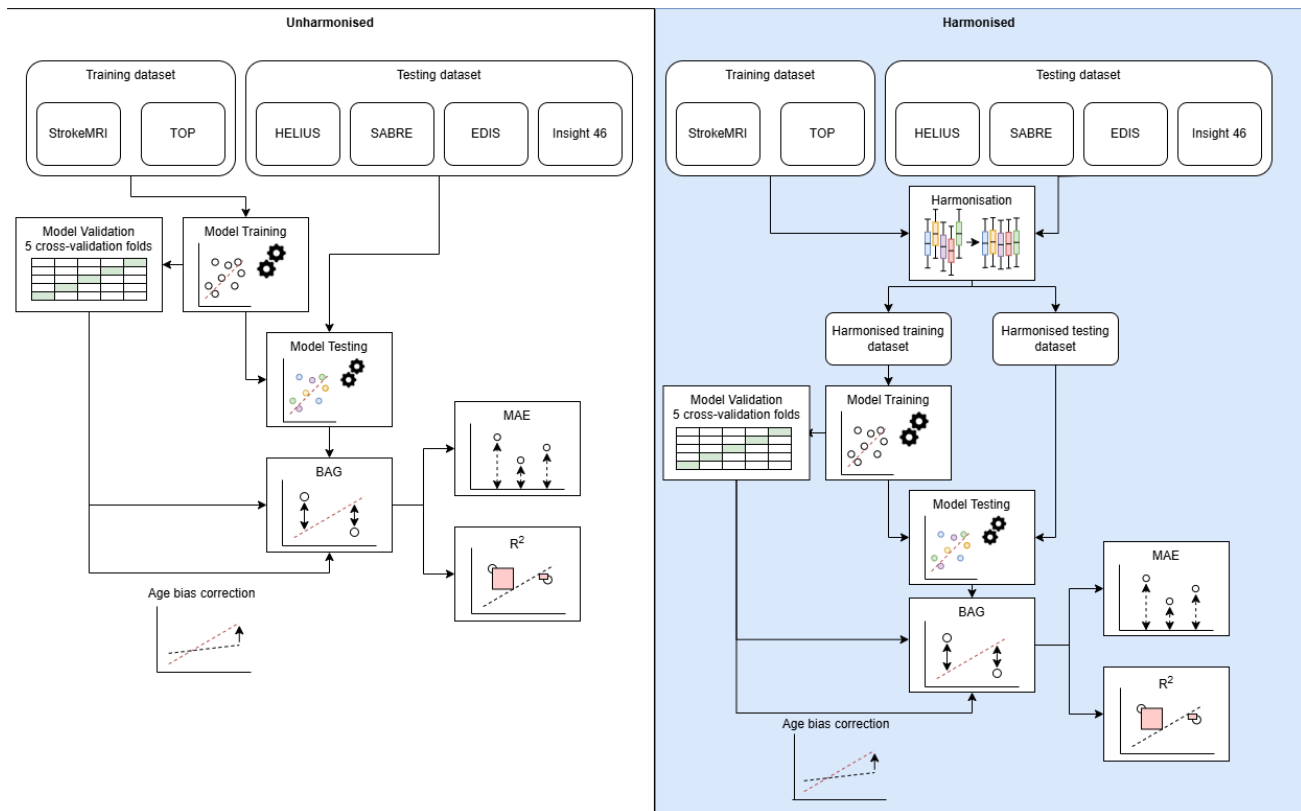 Unharmonised
Training dataset
StrokeMRI
TOP
Testing dataset
HELIUS
SABRE
EDIS
Insight 46
Model Validation
5 cross-validation folds
Model Training
Model Testing
BAG
MAE
R²
Age bias correction
Harmonised
Training dataset
StrokeMRI
TOP
Testing dataset
HELIUS
SABRE
EDIS
Insight 46
Harmonisation
Harmonised training
dataset
Harmonised testing
dataset
Model Validation
5 cross-validation folds
Model Training
Model Testing
BAG
MAE
R²
Age bias correction